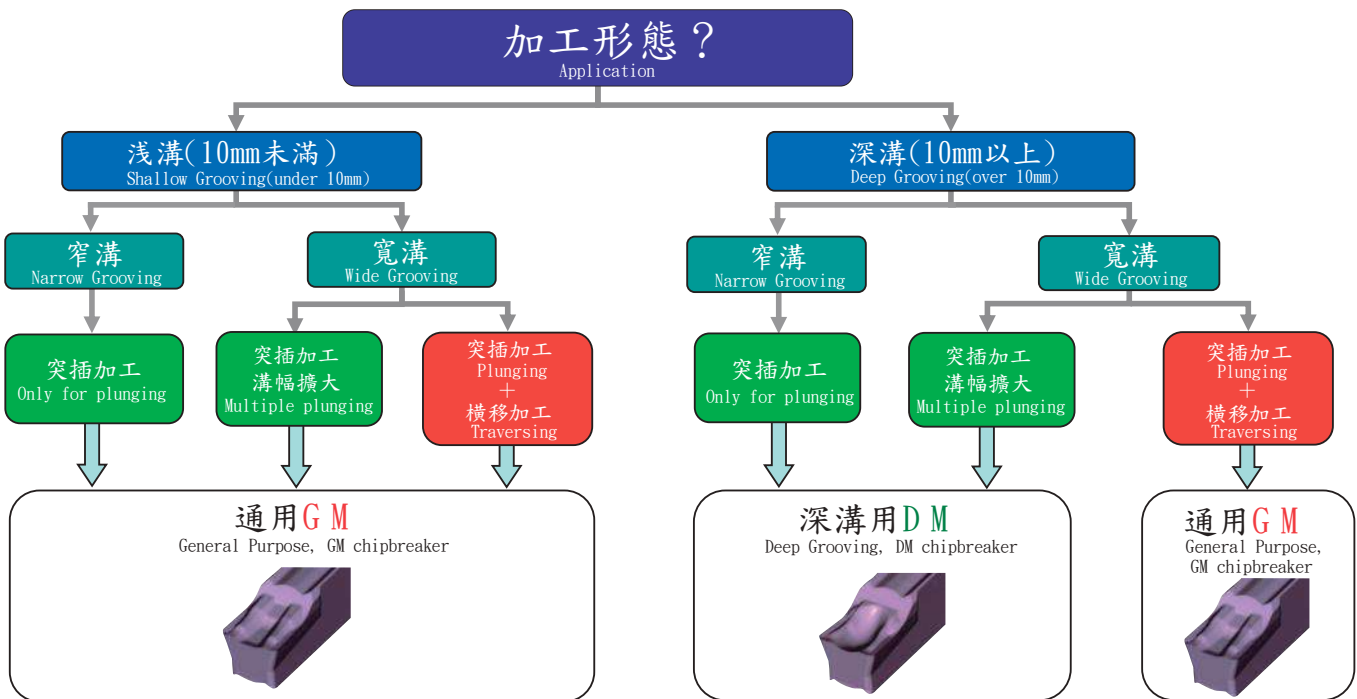 加工形態？
Application
浅溝(10mm未滿)
Shallow Grooving(under 10mm)
深溝(10mm以上)
Deep Grooving(over 10mm)
窄溝
Narrow Grooving
寬溝
Wide Grooving
窄溝
Narrow Grooving
寬溝
Wide Grooving
突插加工
Only for plunging
突插加工
溝幅擴大
Multiple plunging
突插加工
Plunging
＋
橫移加工
Traversing
突插加工
Only for plunging
突插加工
溝幅擴大
Multiple plunging
突插加工
Plunging
＋
橫移加工
Traversing
通用GM
General Purpose, GM chipbreaker
深溝用DM
Deep Grooving, DM chipbreaker
通用GM
General Purpose,
GM chipbreaker